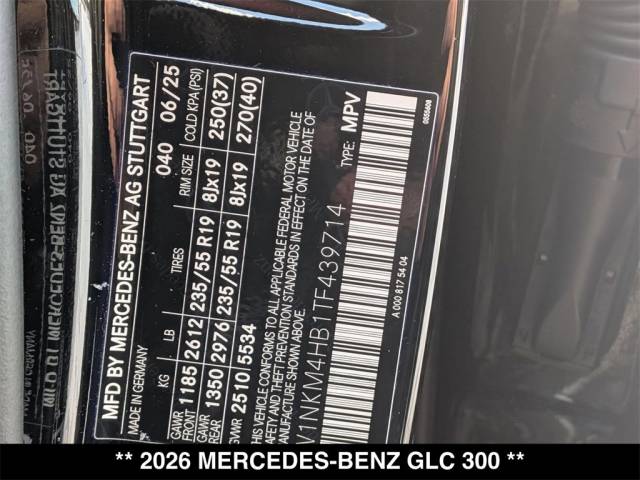 MFD BY MERCEDES-BENZ AG STUTTGART
MADE IN GERMANY 040 06/25
KG LB TIRES RIM SIZE COLD KPA(PSI)
GAWR FRONT 1185 2612 235/55 R19 8Jx19 250(37)
GAWR REAR 1350 2976 235/55 R19 8Jx19 270(40)
GVWR 2510 5534
THIS VEHICLE CONFORMS TO ALL APPLICABLE FEDERAL MOTOR VEHICLE
SAFETY AND THEFT PREVENTION STANDARDS IN EFFECT ON THE DATE OF
MANUFACTURE SHOWN ABOVE.
V1NKM4HB1TF439714 TYPE: MPV
A 000 817 54 04 0555608
** 2026 MERCEDES-BENZ GLC 300 **